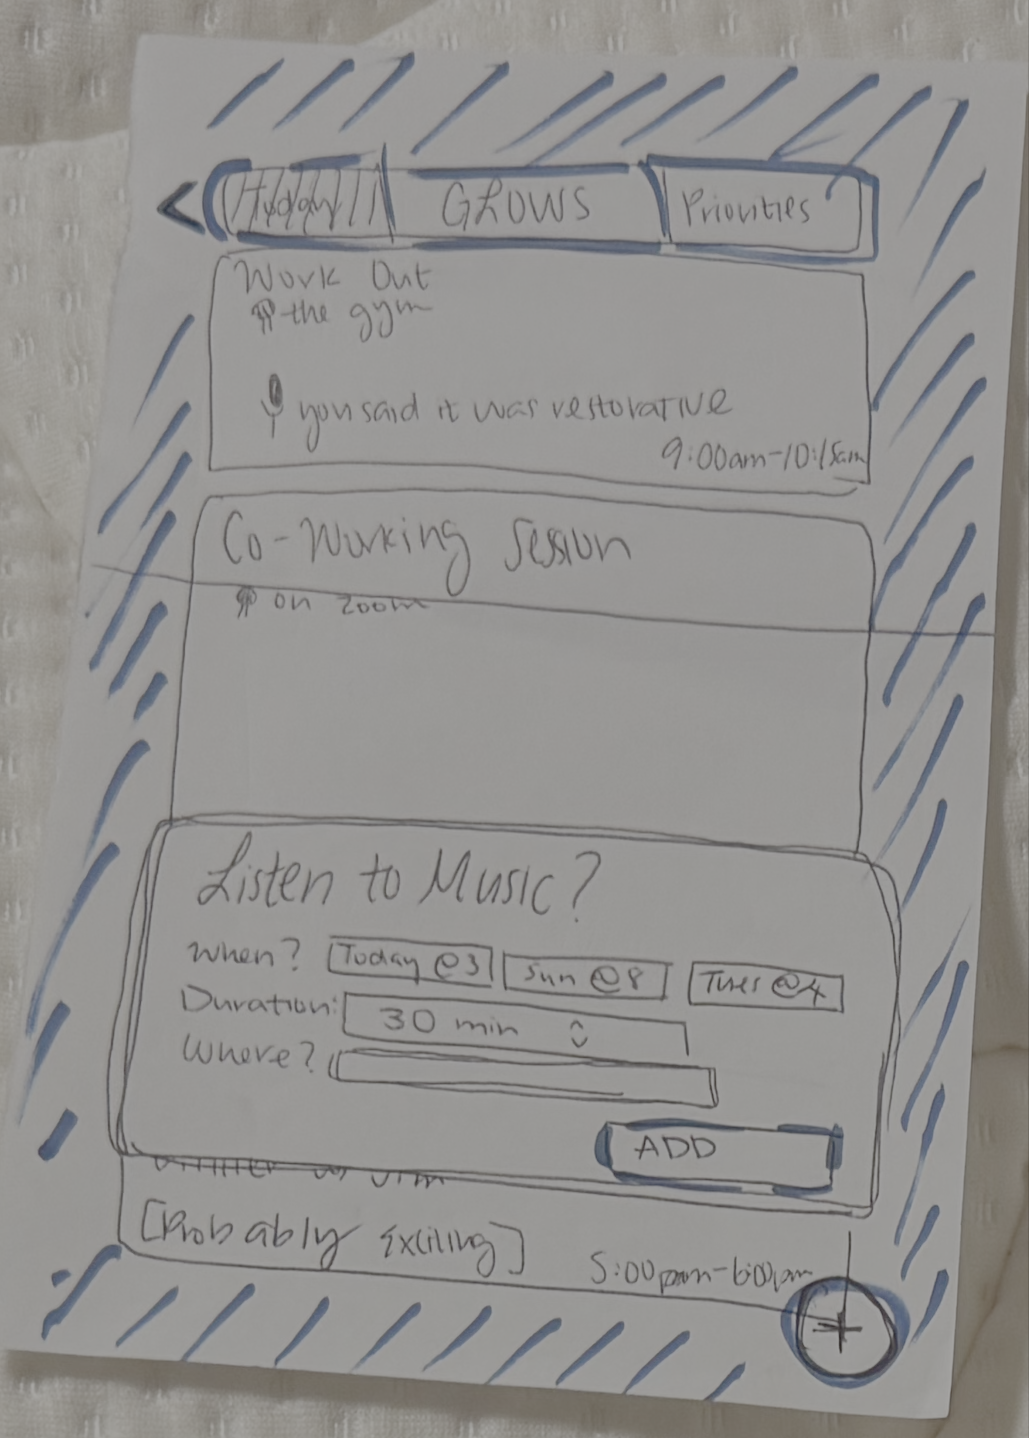 < GLOWS Priorities
Work Out
the gym
you said it was restorative
9:00am-10:15am
Co-Working Session
on zoom
Listen to Music?
When? Today @3 Sun @8 Tues @4
Duration: 30 min
Where?
ADD
[Probably Exciting]
5:00pm-6:00pm
+